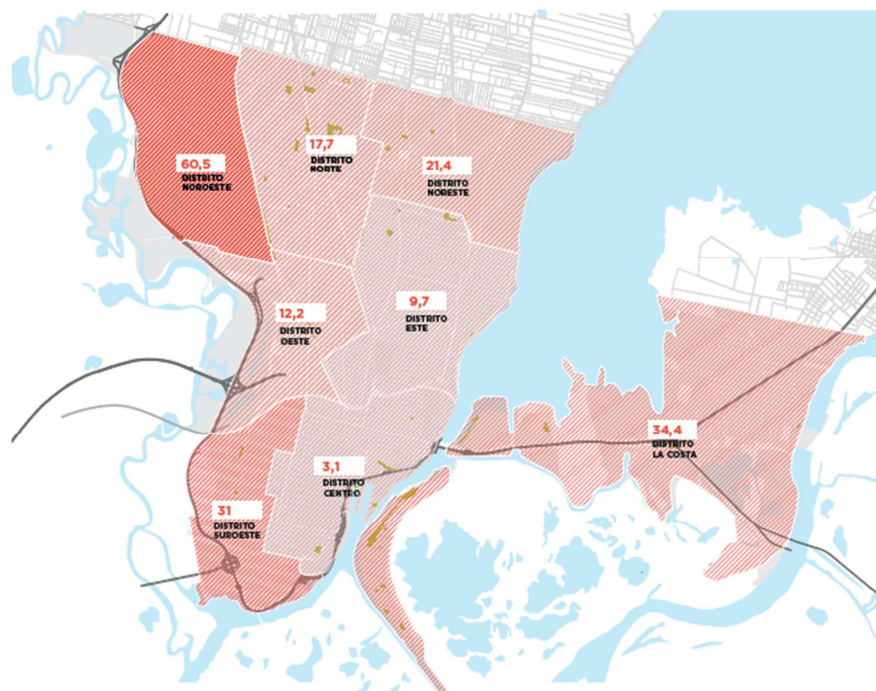 17,7
DISTRITO
NORTE
60,5
DISTRITO
NOROESTE
21,4
DISTRITO
NORESTE
12,2
DISTRITO
OESTE
9,7
DISTRITO
ESTE
34,4
DISTRITO
LA COSTA
3,1
DISTRITO
CENTRO
31
DISTRITO
SUROESTE